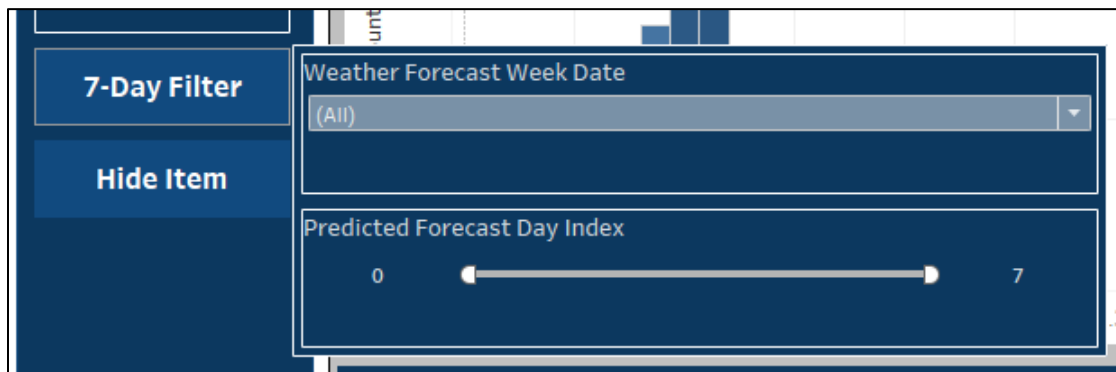 7-Day Filter
Hide Item
Weather Forecast Week Date
(All)
Predicted Forecast Day Index
0
7